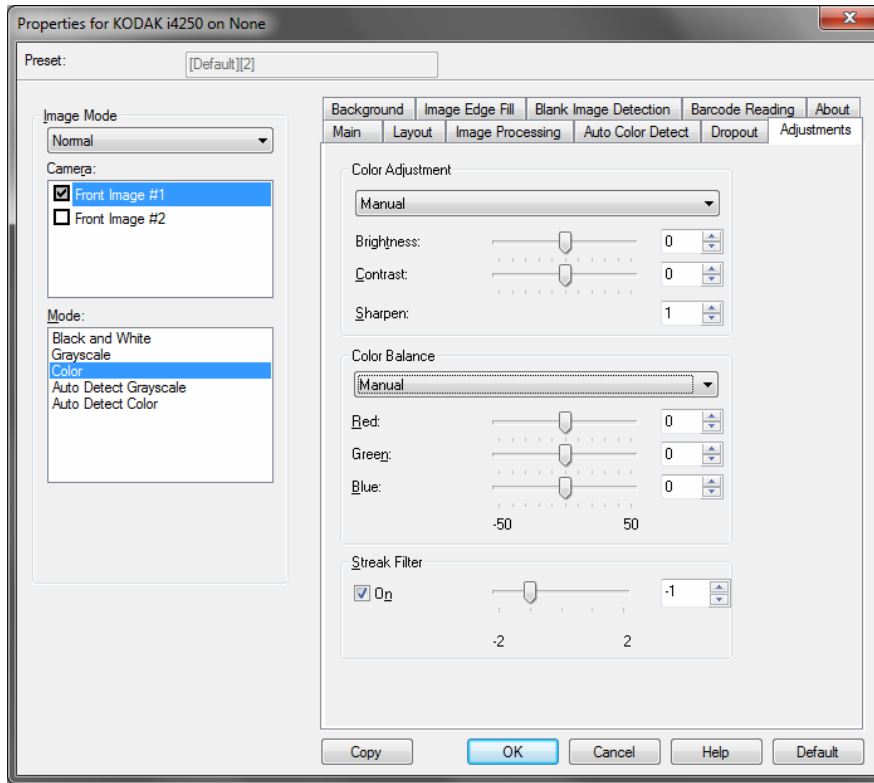 Properties for KODAK i4250 on None
Preset:
[Default][2]
Image Mode
Normal
Camera:
Front Image #1
Front Image #2
Mode:
Black and White
Grayscale
Color
Auto Detect Grayscale
Auto Detect Color
Background Image Edge Fill Blank Image Detection Barcode Reading About
Main Layout Image Processing Auto Color Detect Dropout Adjustments
Color Adjustment
Manual
Brightness: 0
Contrast: 0
Sharpen: 1
Color Balance
Manual
Red: 0
Green: 0
Blue: 0
-50 50
Streak Filter
On -1
-2 2
Copy OK Cancel Help Default